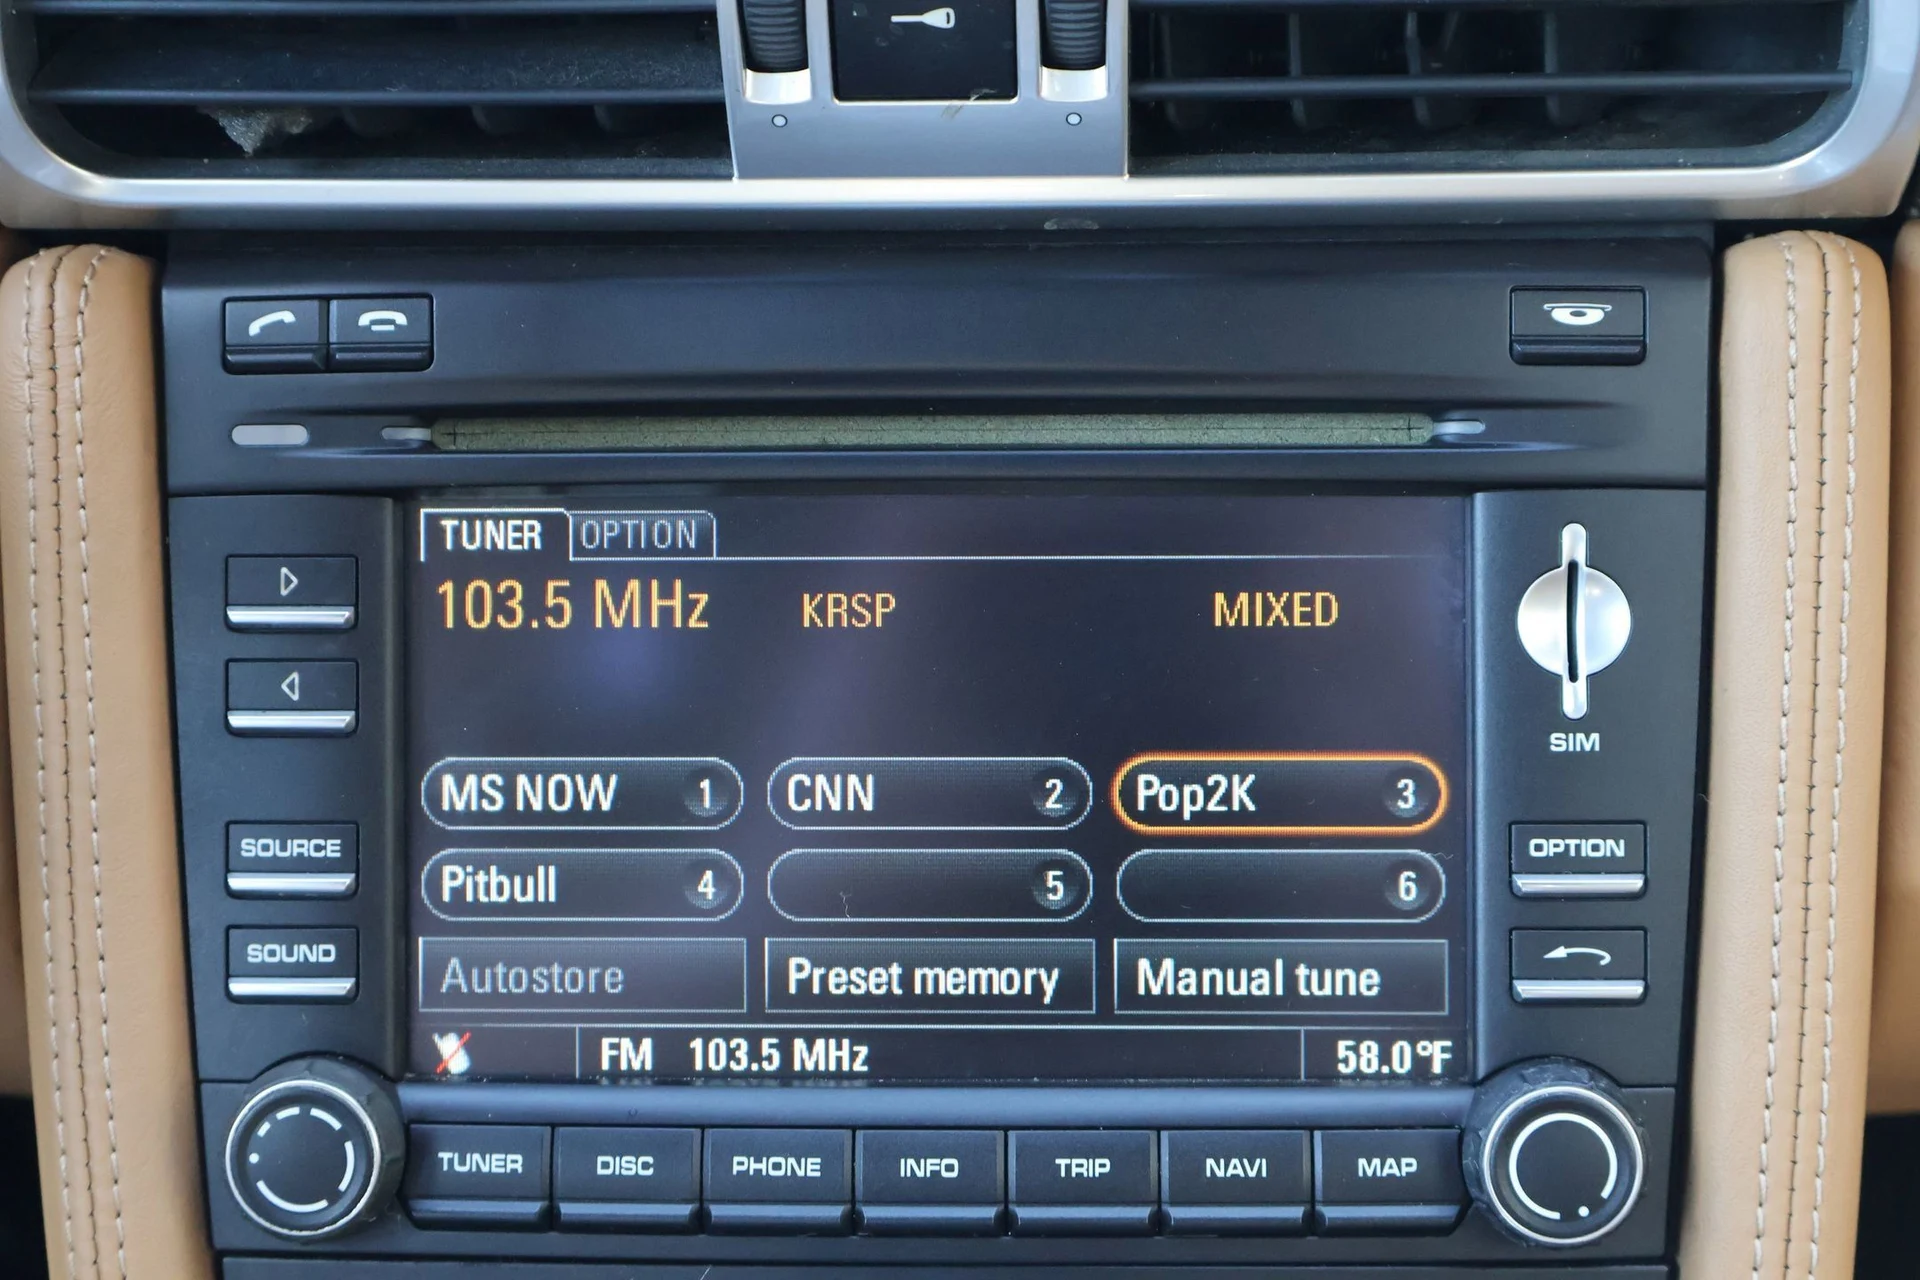 TUNER OPTION
103.5 MHz KRSP MIXED
SIM
MS NOW 1 CNN 2 Pop2K 3
SOURCE
OPTION
Pitbull 4 5 6
SOUND
Autostore Preset memory Manual tune
FM 103.5 MHz 58.0°F
TUNER DISC PHONE INFO TRIP NAVI MAP